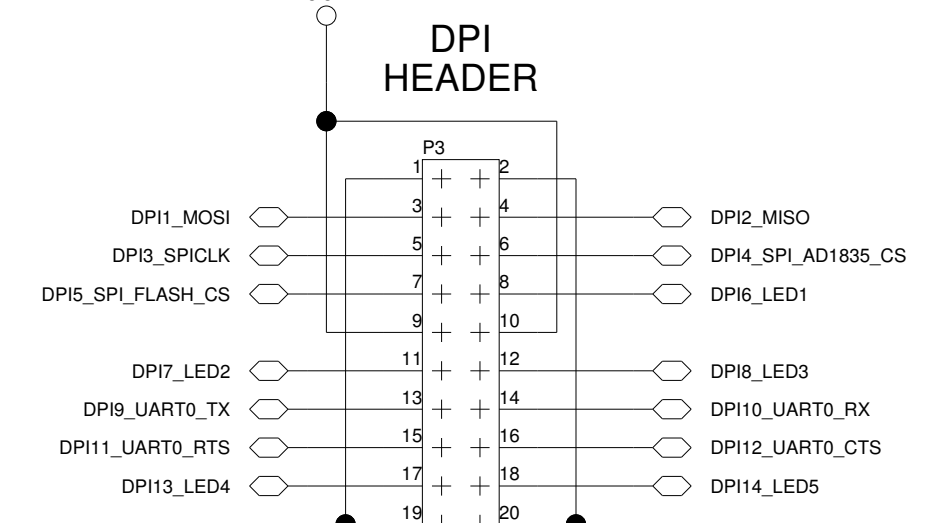 DPI
HEADER
P3
1 2
DPI1_MOSI 3 4 DPI2_MISO
DPI3_SPICLK 5 6 DPI4_SPI_AD1835_CS
DPI5_SPI_FLASH_CS 7 8 DPI6_LED1
9 10
DPI7_LED2 11 12 DPI8_LED3
DPI9_UART0_TX 13 14 DPI10_UART0_RX
DPI11_UART0_RTS 15 16 DPI12_UART0_CTS
DPI13_LED4 17 18 DPI14_LED5
19 20